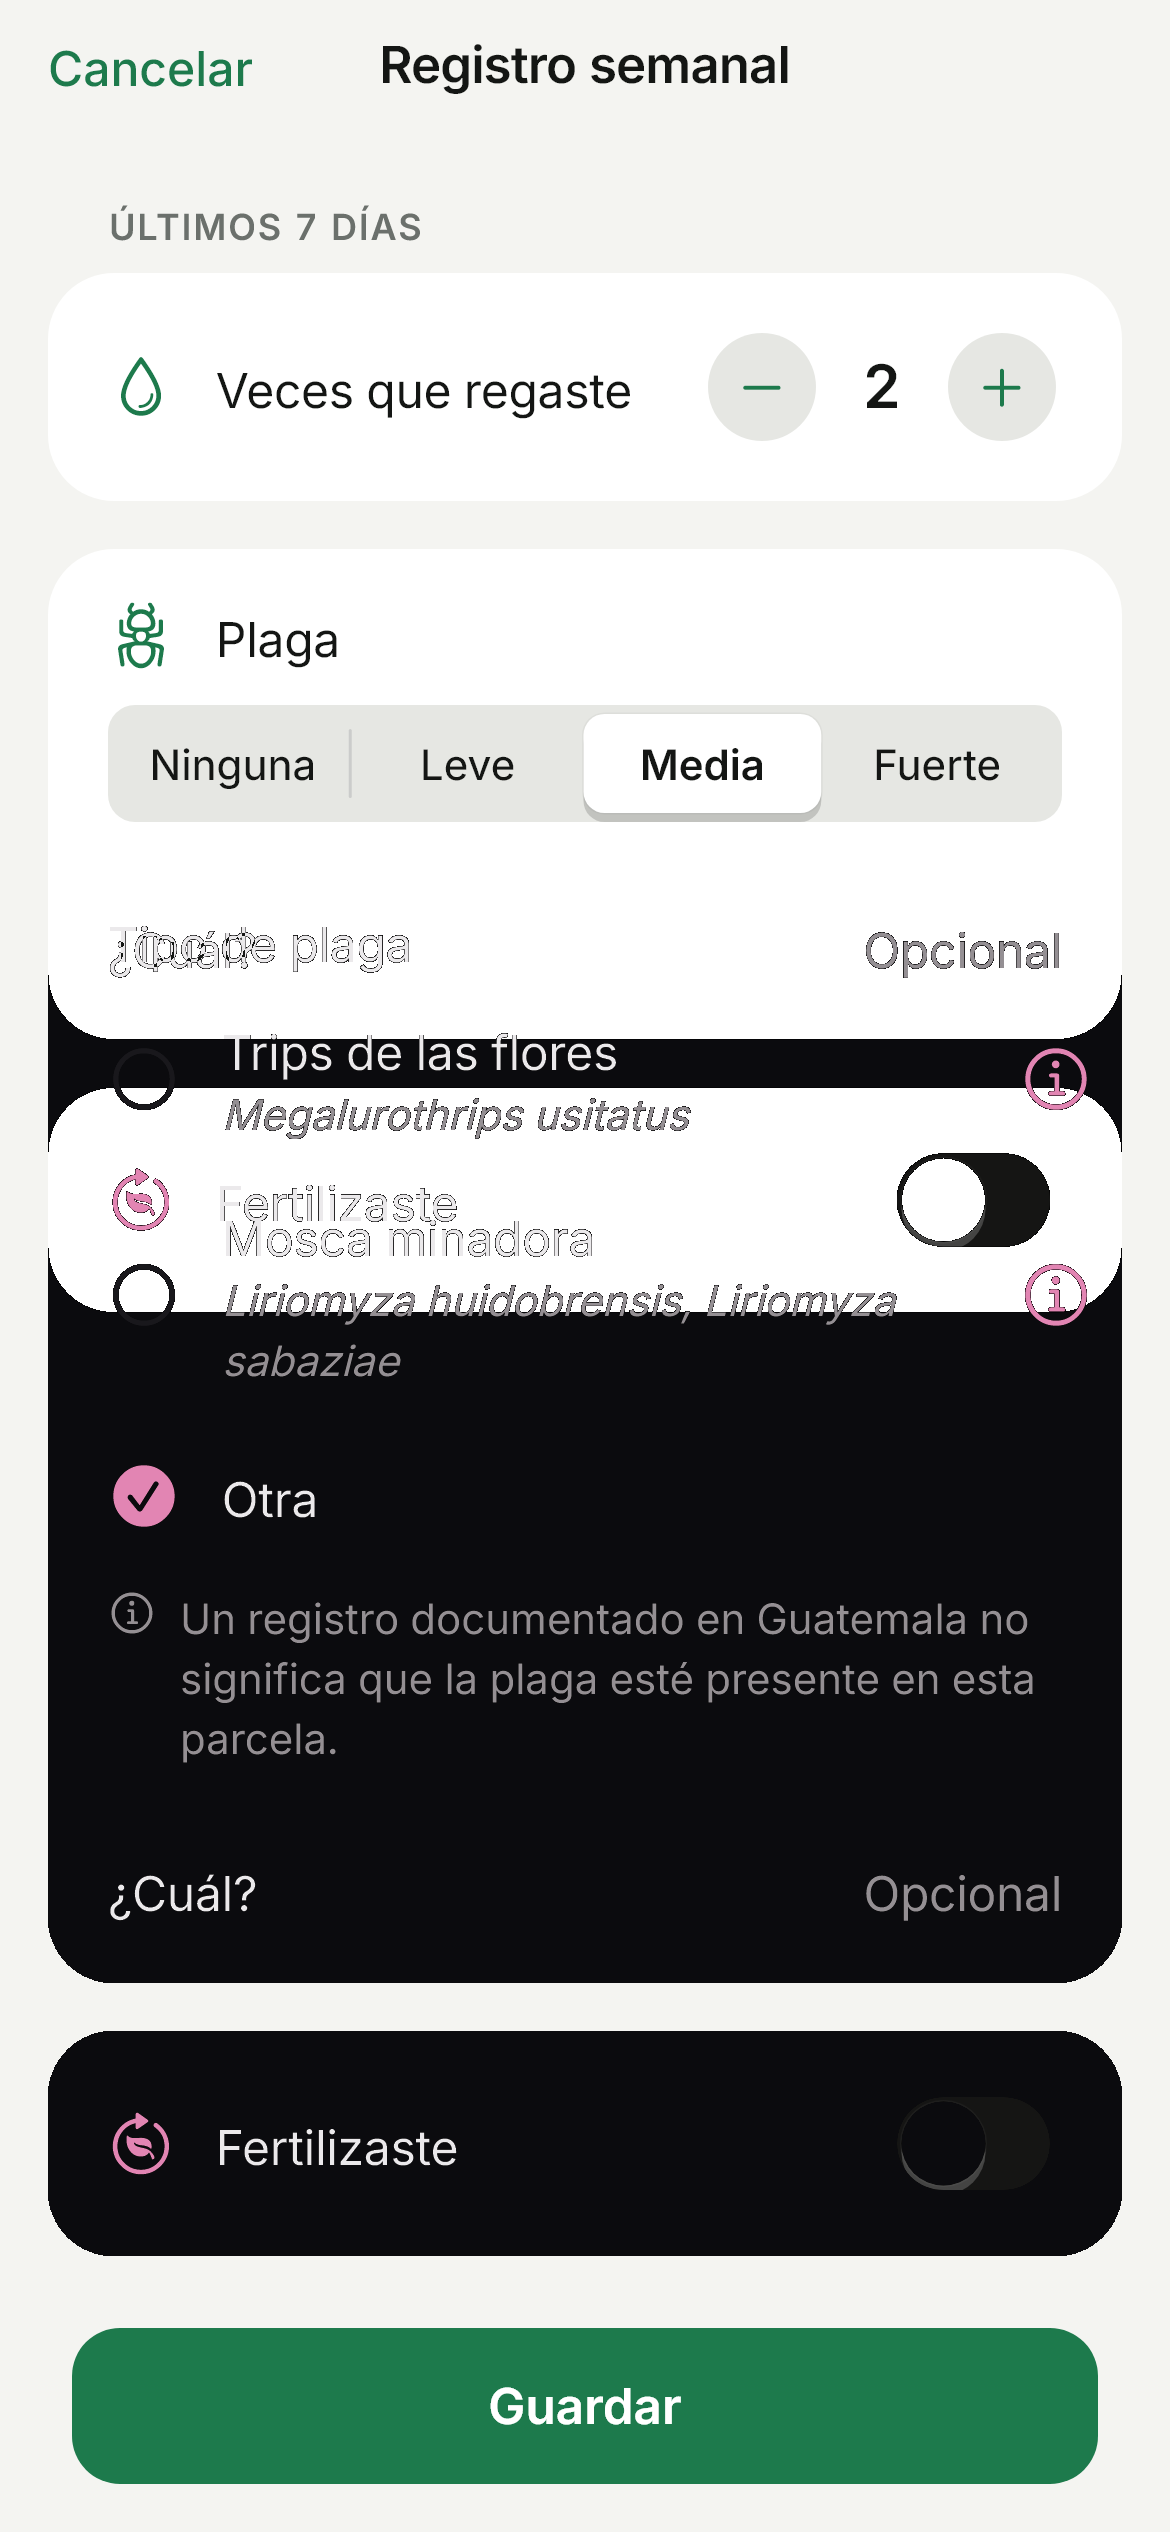 Cancelar
Registro semanal
ÚLTIMOS 7 DÍAS
Veces que regaste
2
Plaga
Ninguna
Leve
Media
Fuerte
Tipo de plaga
¿Cuál?
Opcional
Trips de las flores
Megalurothrips usitatus
Fertilizaste
Mosca minadora
Liriomyza huidobrensis, Liriomyza
sabaziae
Otra
Un registro documentado en Guatemala no
significa que la plaga esté presente en esta
parcela.
¿Cuál?
Opcional
Fertilizaste
Guardar